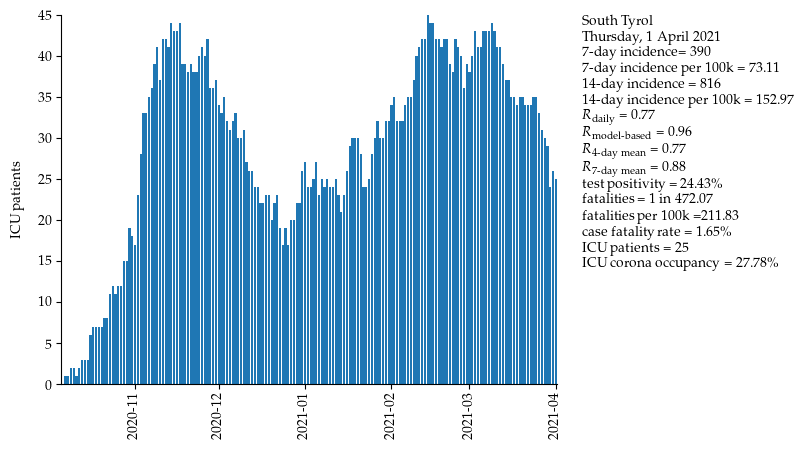 South Tyrol
Thursday, 1 April 2021
7-day incidence= 390
7-day incidence per 100k = 73.11
14-day incidence = 816
14-day incidence per 100k = 152.97
R_daily = 0.77
R_model-based = 0.96
R_4-day mean = 0.77
R_7-day mean = 0.88
test positivity = 24.43%
fatalities = 1 in 472.07
fatalities per 100k =211.83
case fatality rate = 1.65%
ICU patients = 25
ICU corona occupancy = 27.78%
ICU patients
45
40
35
30
25
20
15
10
5
0
2020-11
2020-12
2021-01
2021-02
2021-03
2021-04